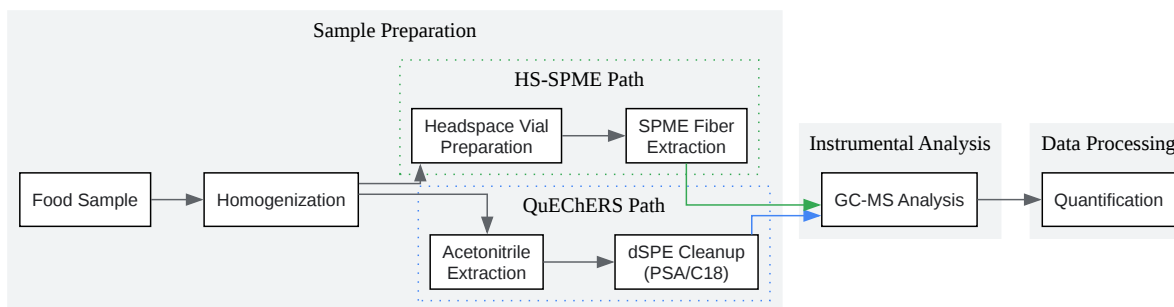 Sample Preparation
HS-SPME Path
Headspace Vial
Preparation
SPME Fiber
Extraction
Food Sample
Homogenization
QuEChERS Path
Acetonitrile
Extraction
dSPE Cleanup
(PSA/C18)
Instrumental Analysis
GC-MS Analysis
Data Processing
Quantification